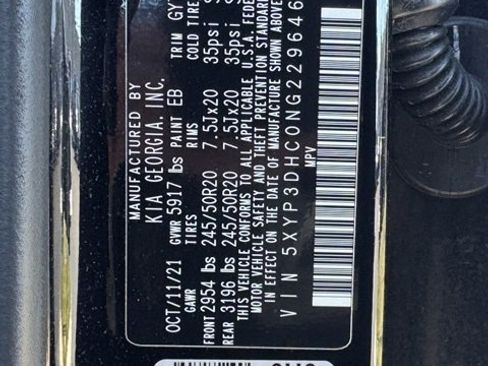 MANUFACTURED BY
KIA GEORGIA, INC.
OCT/11/21 GVWR 5917 lbs PAINT EB TRIM GY
GAWR TIRES RIMS COLD TIRE
FRONT 2954 lbs 245/50R20 7.5Jx20 35psi
REAR 3196 lbs 245/50R20 7.5Jx20 35psi
THIS VEHICLE CONFORMS TO ALL APPLICABLE U.S.A. FEDE
MOTOR VEHICLE SAFETY AND THEFT PREVENTION STANDAR
IN EFFECT ON THE DATE OF MANUFACTURE SHOWN ABOVE
VIN 5XYP3DHC0NG229646
MPV